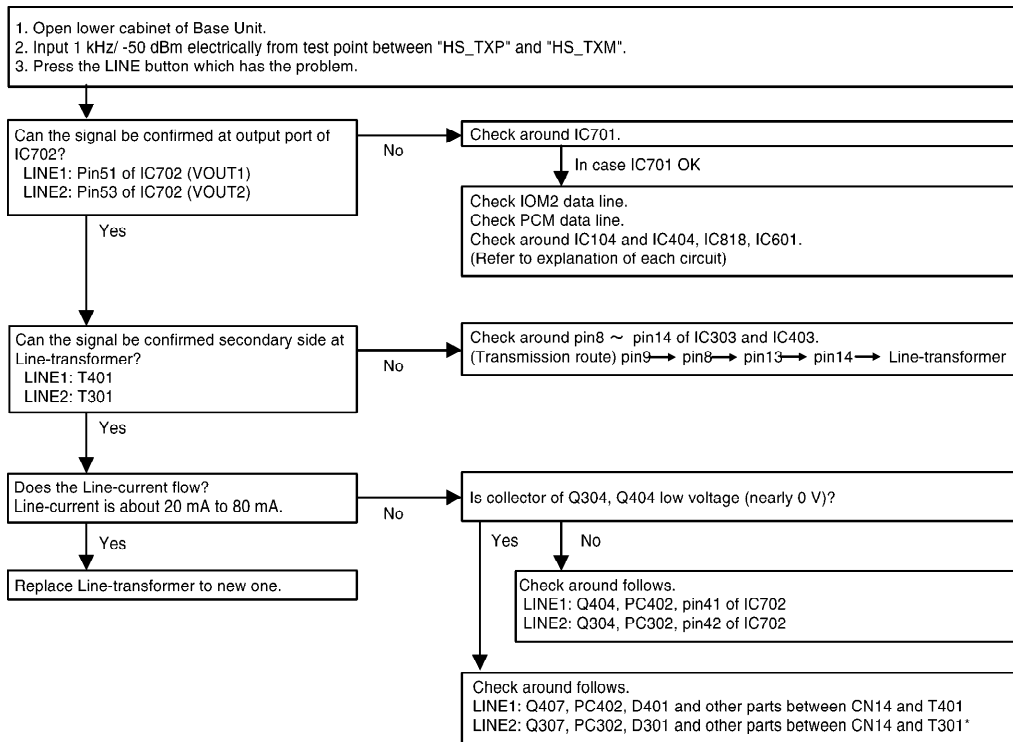 1. Open lower cabinet of Base Unit.
2. Input 1 kHz/ -50 dBm electrically from test point between "HS_TXP" and "HS_TXM".
3. Press the LINE button which has the problem.
Can the signal be confirmed at output port of
IC702?
LINE1: Pin51 of IC702 (VOUT1)
LINE2: Pin53 of IC702 (VOUT2)
No
Check around IC701.
In case IC701 OK
Check IOM2 data line.
Check PCM data line.
Check around IC104 and IC404, IC818, IC601.
(Refer to explanation of each circuit)
Yes
Can the signal be confirmed secondary side at
Line-transformer?
LINE1: T401
LINE2: T301
No
Check around pin8 ~ pin14 of IC303 and IC403.
(Transmission route) pin9 → pin8 → pin13 → pin14 → Line-transformer
Yes
Does the Line-current flow?
Line-current is about 20 mA to 80 mA.
No
Is collector of Q304, Q404 low voltage (nearly 0 V)?
Yes
Replace Line-transformer to new one.
Yes
No
Check around follows.
LINE1: Q404, PC402, pin41 of IC702
LINE2: Q304, PC302, pin42 of IC702
Check around follows.
LINE1: Q407, PC402, D401 and other parts between CN14 and T401
LINE2: Q307, PC302, D301 and other parts between CN14 and T301*